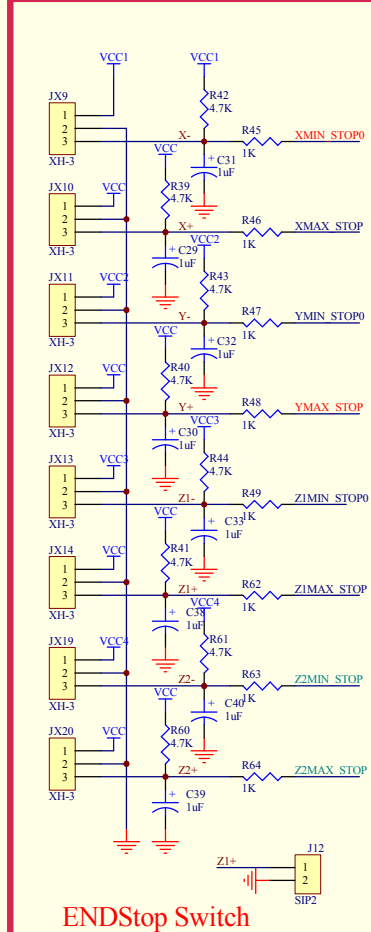 VCC1 VCC1
JX9
1
2
3
XH-3
R42
4.7K
X-
R45
1K
XMIN_STOP0
VCC
C31
1uF
JX10
VCC
1
2
3
XH-3
R39
4.7K
X+
R46
1K
XMAX_STOP
C29
1uF
VCC2
JX11
VCC2
1
2
3
XH-3
R43
4.7K
Y-
R47
1K
YMIN_STOP0
VCC
C32
1uF
JX12
VCC
1
2
3
XH-3
R40
4.7K
Y+
R48
1K
YMAX_STOP
C30
1uF
VCC3
JX13
VCC3
1
2
3
XH-3
R44
4.7K
Z1-
R49
1K
Z1MIN_STOP0
VCC
C33
1uF
JX14
VCC
1
2
3
XH-3
R41
4.7K
Z1+
R62
1K
Z1MAX_STOP
C38
1uF
VCC4
JX19
VCC4
1
2
3
XH-3
R61
4.7K
Z2-
R63
1K
Z2MIN_STOP
VCC
C40
1uF
JX20
VCC
1
2
3
XH-3
R60
4.7K
Z2+
R64
1K
Z2MAX_STOP
C39
1uF
J12
Z1+
1
2
SIP2
ENDStop Switch